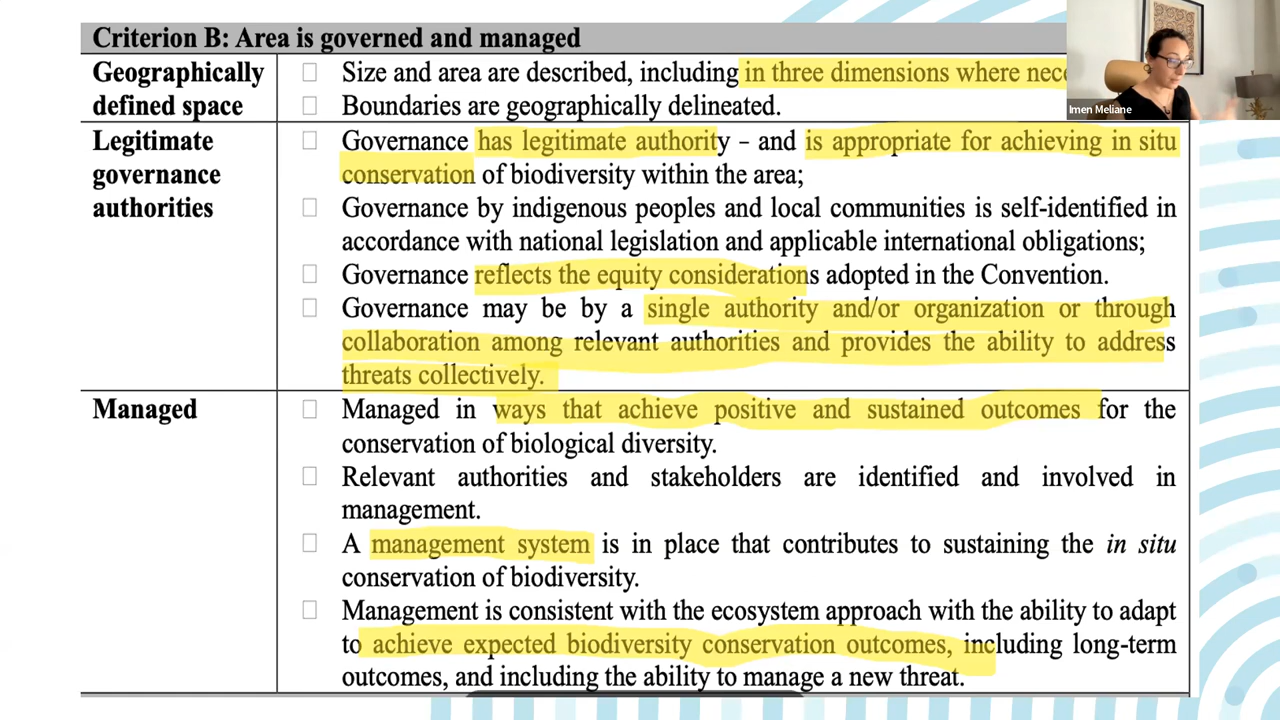 Criterion B: Area is governed and managed
Geographically
defined space
Size and area are described, including in three dimensions where
Boundaries are geographically delineated.
Legitimate
governance
authorities
Governance has legitimate authority – and is appropriate for achieving in situ
conservation of biodiversity within the area;
Governance by indigenous peoples and local communities is self-identified in
accordance with national legislation and applicable international obligations;
Governance reflects the equity considerations adopted in the Convention.
Governance may be by a single authority and/or organization or through
collaboration among relevant authorities and provides the ability to address
threats collectively.
Managed
Managed in ways that achieve positive and sustained outcomes for the
conservation of biological diversity.
Relevant authorities and stakeholders are identified and involved in
management.
A management system is in place that contributes to sustaining the in situ
conservation of biodiversity.
Management is consistent with the ecosystem approach with the ability to adapt
to achieve expected biodiversity conservation outcomes, including long-term
outcomes, and including the ability to manage a new threat.
Imen Meliane